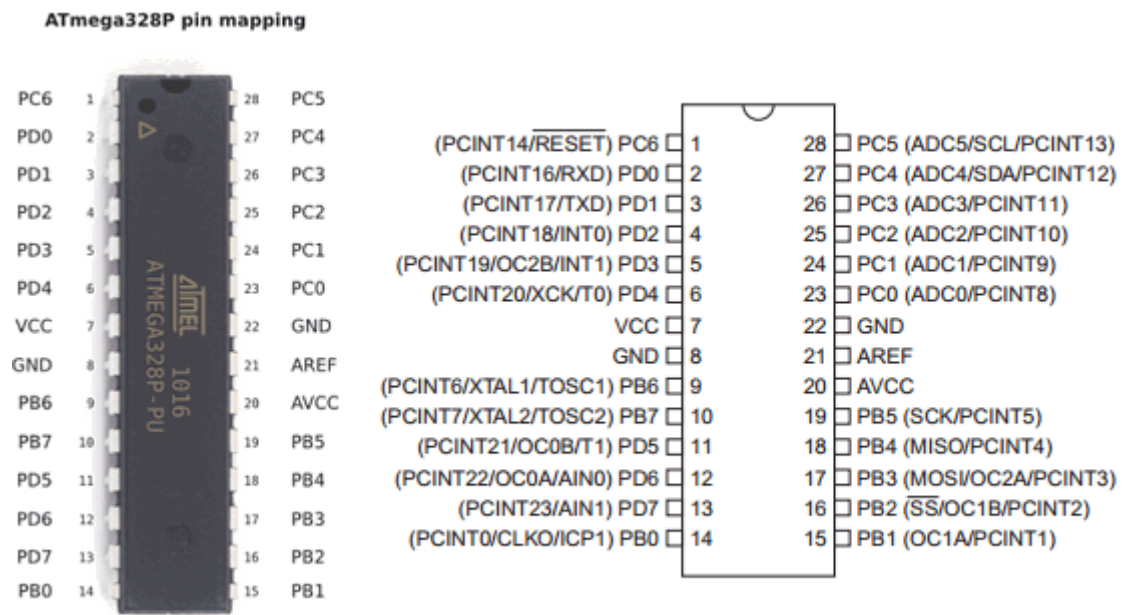 ATmega328P pin mapping
PC6 1 28 PC5
PD0 2 27 PC4
PD1 3 26 PC3
PD2 4 25 PC2
PD3 5 24 PC1
PD4 6 23 PC0
VCC 7 22 GND
GND 8 21 AREF
PB6 9 20 AVCC
PB7 10 19 PB5
PD5 11 18 PB4
PD6 12 17 PB3
PD7 13 16 PB2
PB0 14 15 PB1
ATMEL
ATMEGA328P-PU
1016
(PCINT14/RESET) PC6 1 28 PC5 (ADC5/SCL/PCINT13)
(PCINT16/RXD) PD0 2 27 PC4 (ADC4/SDA/PCINT12)
(PCINT17/TXD) PD1 3 26 PC3 (ADC3/PCINT11)
(PCINT18/INT0) PD2 4 25 PC2 (ADC2/PCINT10)
(PCINT19/OC2B/INT1) PD3 5 24 PC1 (ADC1/PCINT9)
(PCINT20/XCK/T0) PD4 6 23 PC0 (ADC0/PCINT8)
VCC 7 22 GND
GND 8 21 AREF
(PCINT6/XTAL1/TOSC1) PB6 9 20 AVCC
(PCINT7/XTAL2/TOSC2) PB7 10 19 PB5 (SCK/PCINT5)
(PCINT21/OC0B/T1) PD5 11 18 PB4 (MISO/PCINT4)
(PCINT22/OC0A/AIN0) PD6 12 17 PB3 (MOSI/OC2A/PCINT3)
(PCINT23/AIN1) PD7 13 16 PB2 (SS/OC1B/PCINT2)
(PCINT0/CLKO/ICP1) PB0 14 15 PB1 (OC1A/PCINT1)